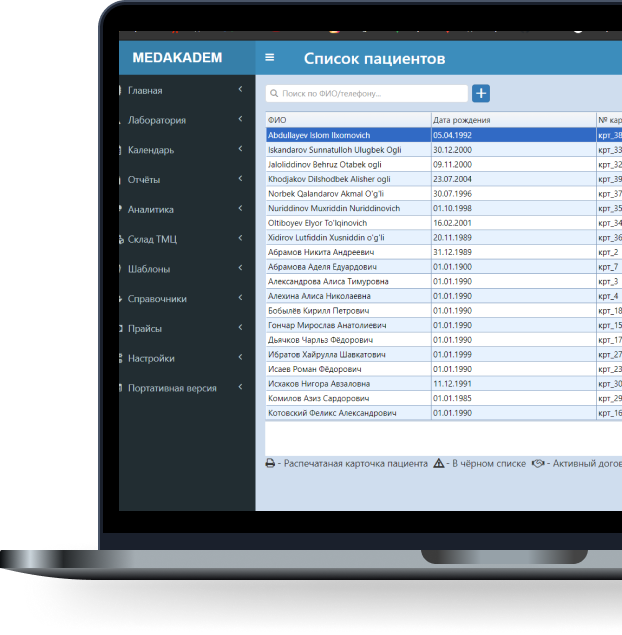 MEDAKADEM
Список пациентов
Главная
Лаборатория
Календарь
Отчёты
Аналитика
Склад ТМЦ
Шаблоны
Справочники
Прайсы
Настройки
Портативная версия
Поиск по ФИО/телефону...
ФИО Дата рождения № кар
Abdullayev Islom Ilxomovich 05.04.1992 крт_38
Iskandarov Sunnatulloh Ulugbek Ogli 30.12.2000 крт_33
Jaloliddinov Behruz Otabek ogli 09.11.2000 крт_32
Khodjakov Dilshodbek Alisher ogli 23.07.2004 крт_39
Norbek Qalandarov Akmal O'g'li 30.07.1996 крт_37
Nuriddinov Muxriddin Nuriddinovich 01.10.1998 крт_35
Oltiboyev Elyor To'lqinovich 16.02.2001 крт_34
Xidirov Lutfiddin Xusniddin o'g'li 20.11.1989 крт_36
Абрамов Никита Андреевич 31.12.1989 крт_2
Абрамова Аделя Едуардович 01.01.1900 крт_7
Александрова Алиса Тимуровна 01.01.1990 крт_3
Алехина Алиса Николаевна 01.01.1990 крт_4
Бобылёв Кирилл Петрович 01.01.1990 крт_18
Гончар Мирослав Анатолиевич 01.01.1990 крт_15
Дьячков Чарльз Фёдорович 01.01.1990 крт_17
Ибратов Хайрулла Шавкатович 01.01.1999 крт_27
Исаев Роман Фёдорович 01.01.1990 крт_23
Исхаков Нигора Авзаловна 11.12.1991 крт_30
Комилов Азиз Сардорович 01.01.1985 крт_29
Котовский Феликс Александрович 01.01.1990 крт_16
- Распечатаная карточка пациента - В чёрном списке - Активный догов